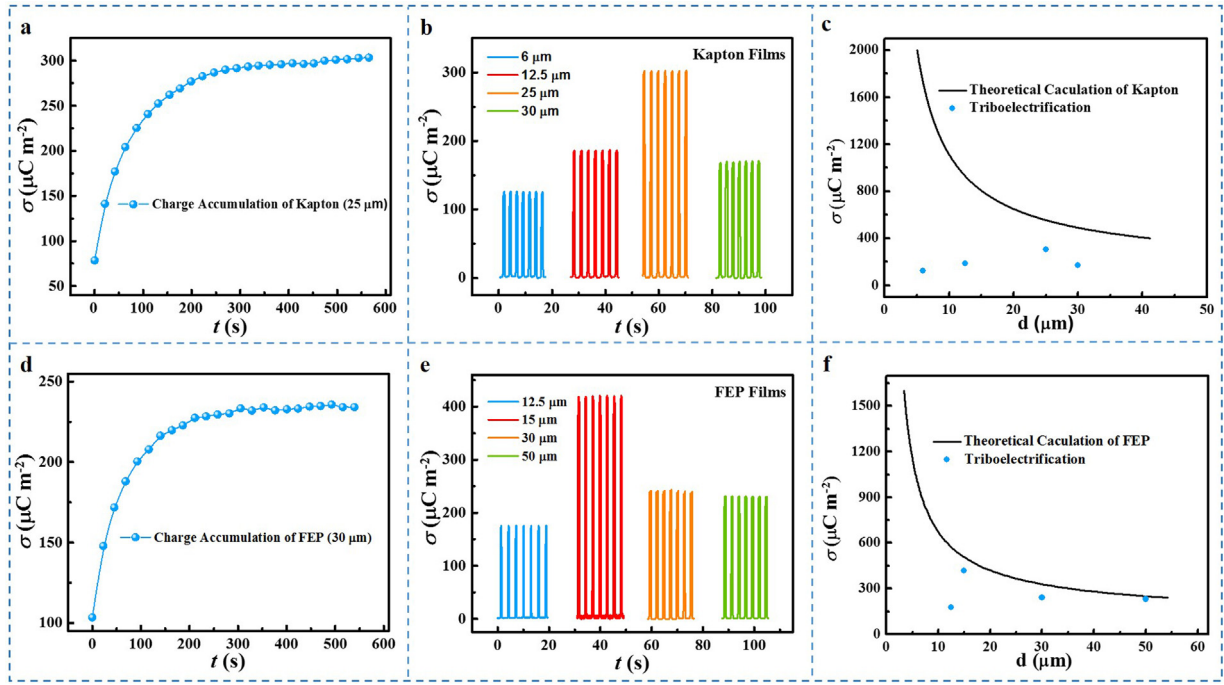 a
300
250
200
150
100
50
σ (μC m-2)
Charge Accumulation of Kapton (25 μm)
0 100 200 300 400 500 600
t (s)
b
300
200
100
0
σ (μC m-2)
6 μm
12.5 μm
25 μm
30 μm
Kapton Films
0 20 40 60 80 100
t (s)
c
2000
1600
1200
800
400
0
σ (μC m-2)
Theoretical Caculation of Kapton
Triboelectrification
0 10 20 30 40 50
d (μm)
d
250
200
150
100
σ (μC m-2)
Charge Accumulation of FEP (30 μm)
0 100 200 300 400 500 600
t (s)
e
400
300
200
100
0
σ (μC m-2)
12.5 μm
15 μm
30 μm
50 μm
FEP Films
0 20 40 60 80 100
t (s)
f
1500
1200
900
600
300
0
σ (μC m-2)
Theoretical Caculation of FEP
Triboelectrification
0 10 20 30 40 50 60
d (μm)